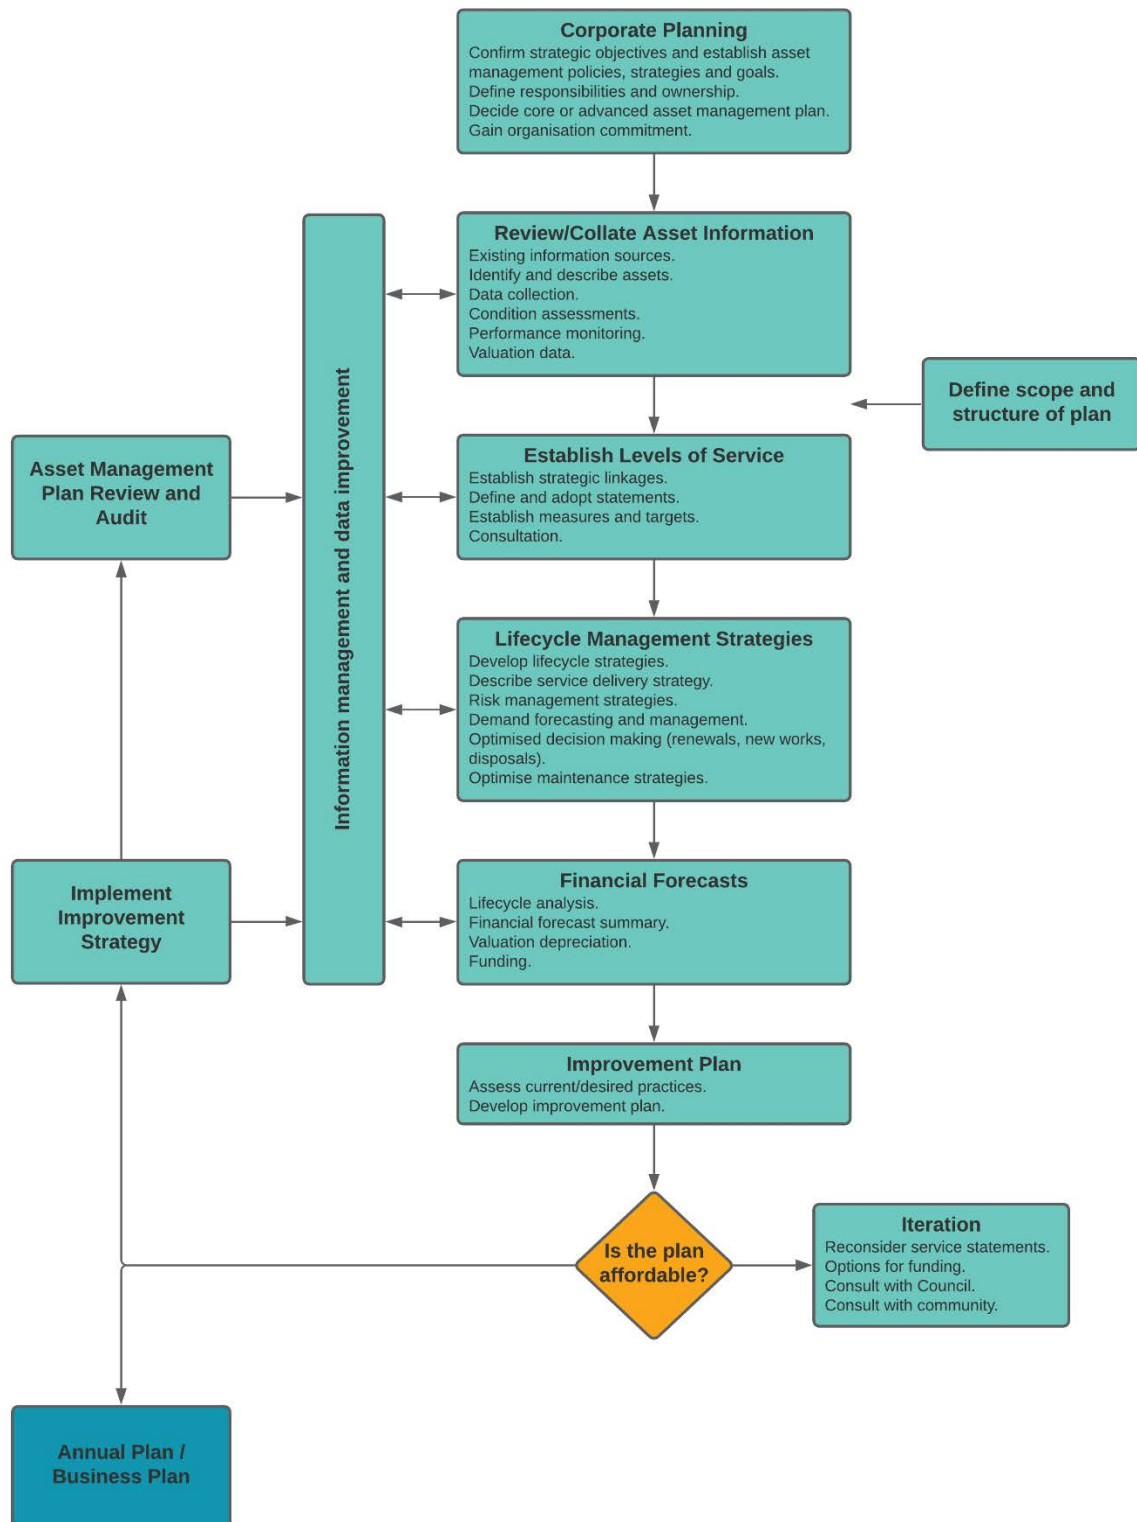 Corporate Planning
Confirm strategic objectives and establish asset
management policies, strategies and goals.
Define responsibilities and ownership.
Decide core or advanced asset management plan.
Gain organisation commitment.
Review/Collate Asset Information
Existing information sources.
Identify and describe assets.
Data collection.
Condition assessments.
Performance monitoring.
Valuation data.
Define scope and
structure of plan
Information management and data improvement
Asset Management
Plan Review and
Audit
Establish Levels of Service
Establish strategic linkages.
Define and adopt statements.
Establish measures and targets.
Consultation.
Lifecycle Management Strategies
Develop lifecycle strategies.
Describe service delivery strategy.
Risk management strategies.
Demand forecasting and management.
Optimised decision making (renewals, new works,
disposals).
Optimise maintenance strategies.
Implement
Improvement
Strategy
Financial Forecasts
Lifecycle analysis.
Financial forecast summary.
Valuation depreciation.
Funding.
Improvement Plan
Assess current/desired practices.
Develop improvement plan.
Is the plan
affordable?
Iteration
Reconsider service statements.
Options for funding.
Consult with Council.
Consult with community.
Annual Plan /
Business Plan